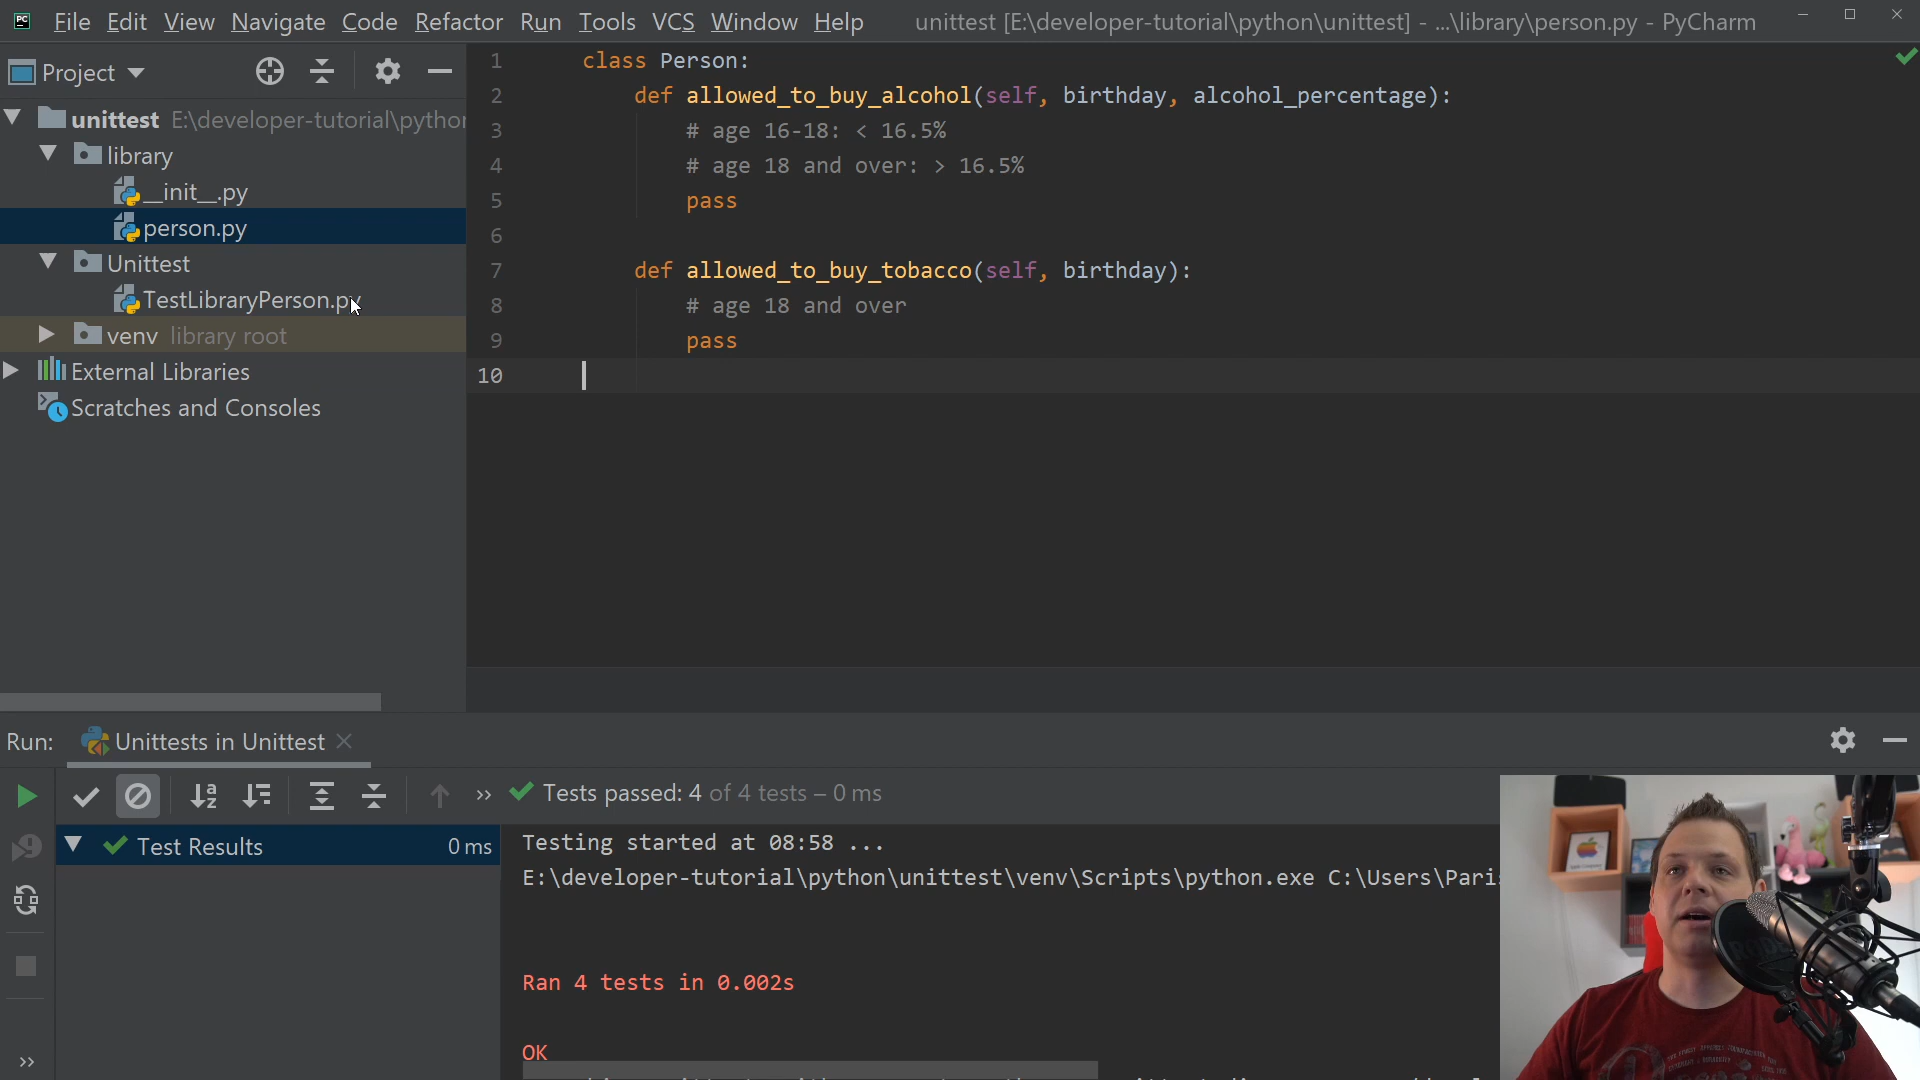 File Edit View Navigate Code Refactor Run Tools VCS Window Help unittest [E:\developer-tutorial\python\unittest] - ...\library\person.py - PyCharm
Project
unittest E:\developer-tutorial\python
library
__init__.py
person.py
Unittest
TestLibraryPerson.py
venv library root
External Libraries
Scratches and Consoles
1 class Person:
2 def allowed_to_buy_alcohol(self, birthday, alcohol_percentage):
3 # age 16-18: < 16.5%
4 # age 18 and over: > 16.5%
5 pass
6
7 def allowed_to_buy_tobacco(self, birthday):
8 # age 18 and over
9 pass
10
Run: Unittests in Unittest
Tests passed: 4 of 4 tests – 0 ms
Test Results 0 ms
Testing started at 08:58 ...
E:\developer-tutorial\python\unittest\venv\Scripts\python.exe C:\Users\Paris
Ran 4 tests in 0.002s
OK